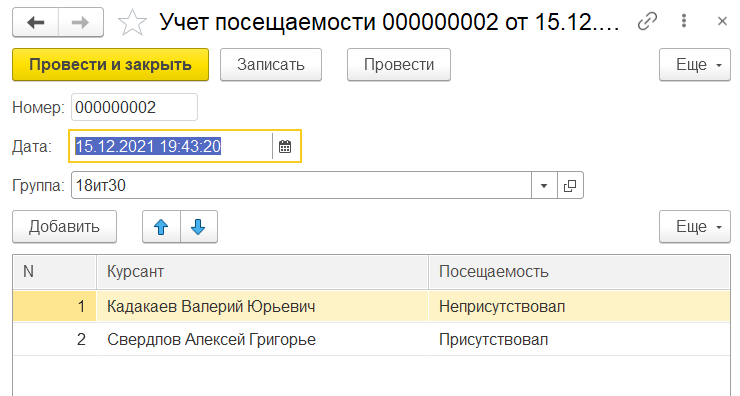 Учет посещаемости 000000002 от 15.12....
Провести и закрыть Записать Провести Еще
Номер: 000000002
Дата: 15.12.2021 19:43:20
Группа: 18ит30
Добавить Еще
N Курсант Посещаемость
1 Кадакаев Валерий Юрьевич Неприсутствовал
2 Свердлов Алексей Григорье Присутствовал